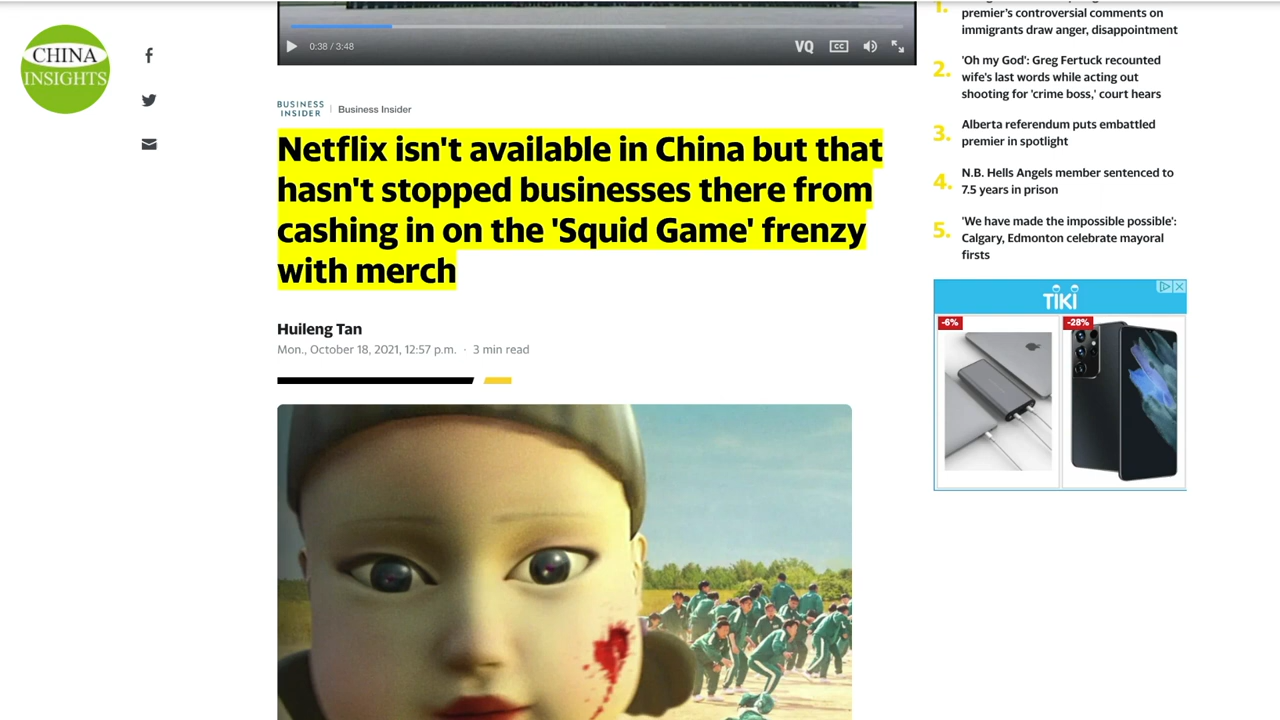 CHINA
INSIGHTS
0:38 / 3:48
VQ
CC
BUSINESS
INSIDER
Business Insider
Netflix isn't available in China but that
hasn't stopped businesses there from
cashing in on the 'Squid Game' frenzy
with merch
Huileng Tan
Mon., October 18, 2021, 12:57 p.m. · 3 min read
1.
premier's controversial comments on
immigrants draw anger, disappointment
2. 'Oh my God': Greg Fertuck recounted
wife's last words while acting out
shooting for 'crime boss,' court hears
3. Alberta referendum puts embattled
premier in spotlight
4. N.B. Hells Angels member sentenced to
7.5 years in prison
5. 'We have made the impossible possible':
Calgary, Edmonton celebrate mayoral
firsts
TIKI
-6%
-28%